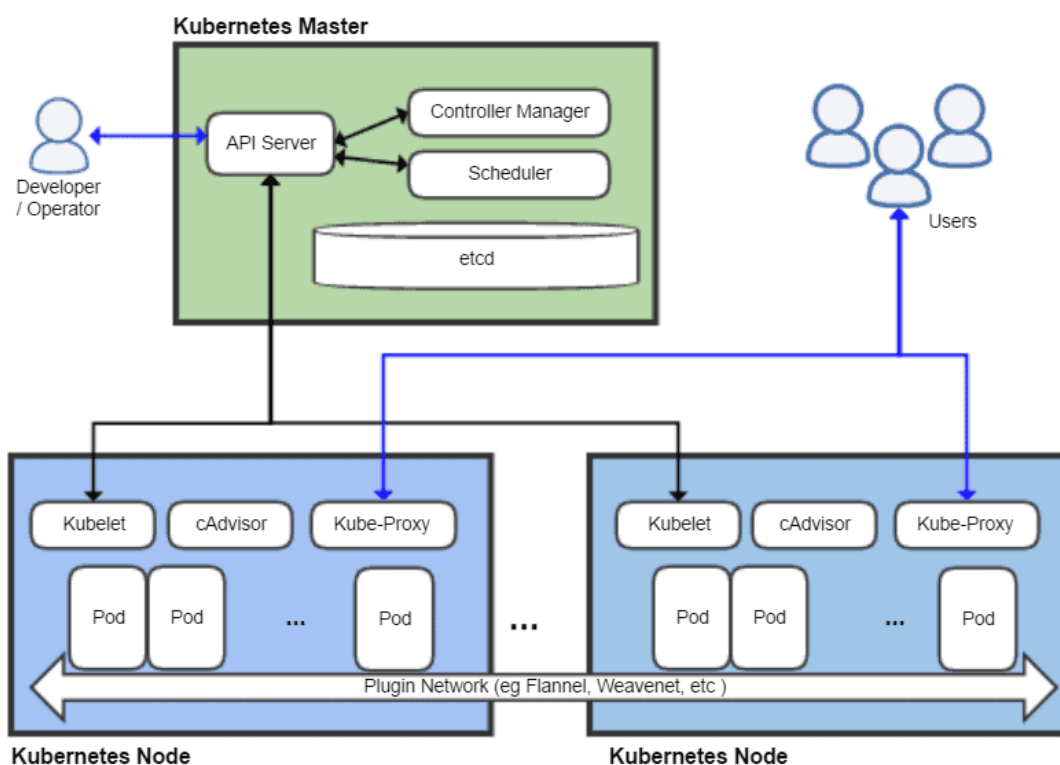 Kubernetes Master
Controller Manager
API Server
Scheduler
Developer
/ Operator
Users
etcd
Kubelet
cAdvisor
Kube-Proxy
Kubelet
cAdvisor
Kube-Proxy
Pod
Pod
...
Pod
...
Pod
Pod
...
Pod
Plugin Network (eg Flannel, Weavenet, etc )
Kubernetes Node
Kubernetes Node